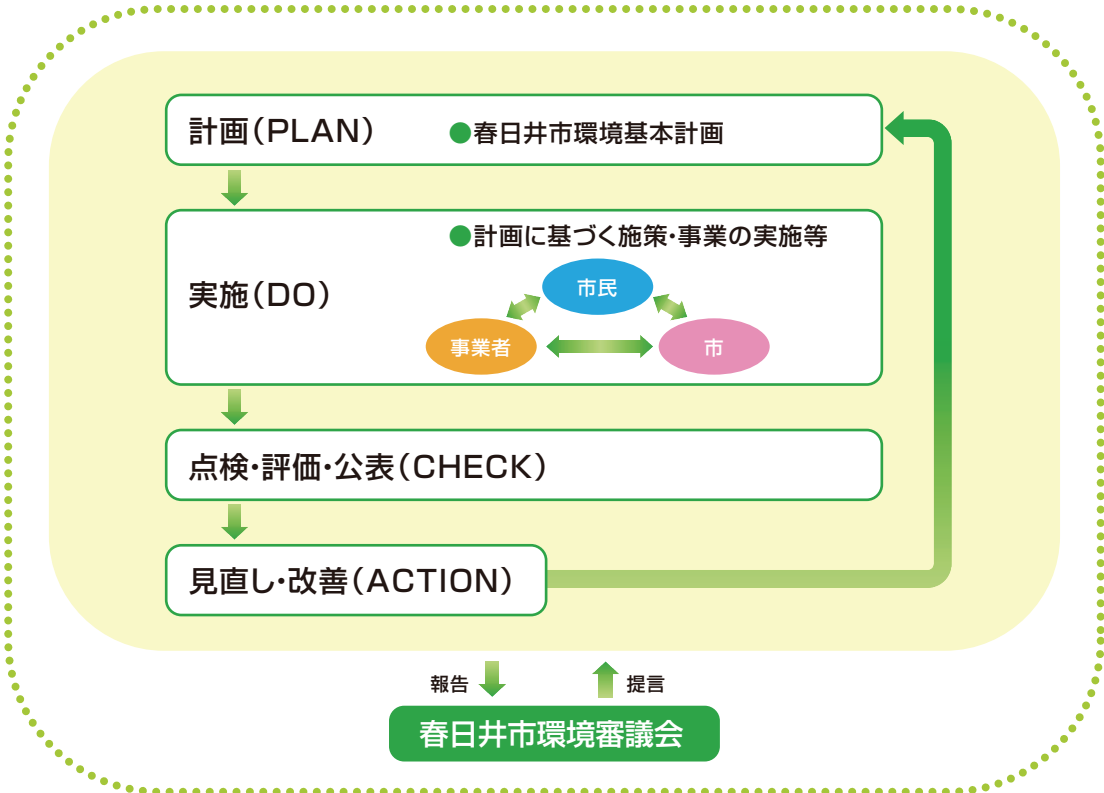 計画（PLAN）
●春日井市環境基本計画
実施（DO）
●計画に基づく施策・事業の実施等
市民
事業者
市
点検・評価・公表（CHECK）
見直し・改善（ACTION）
報告
提言
春日井市環境審議会